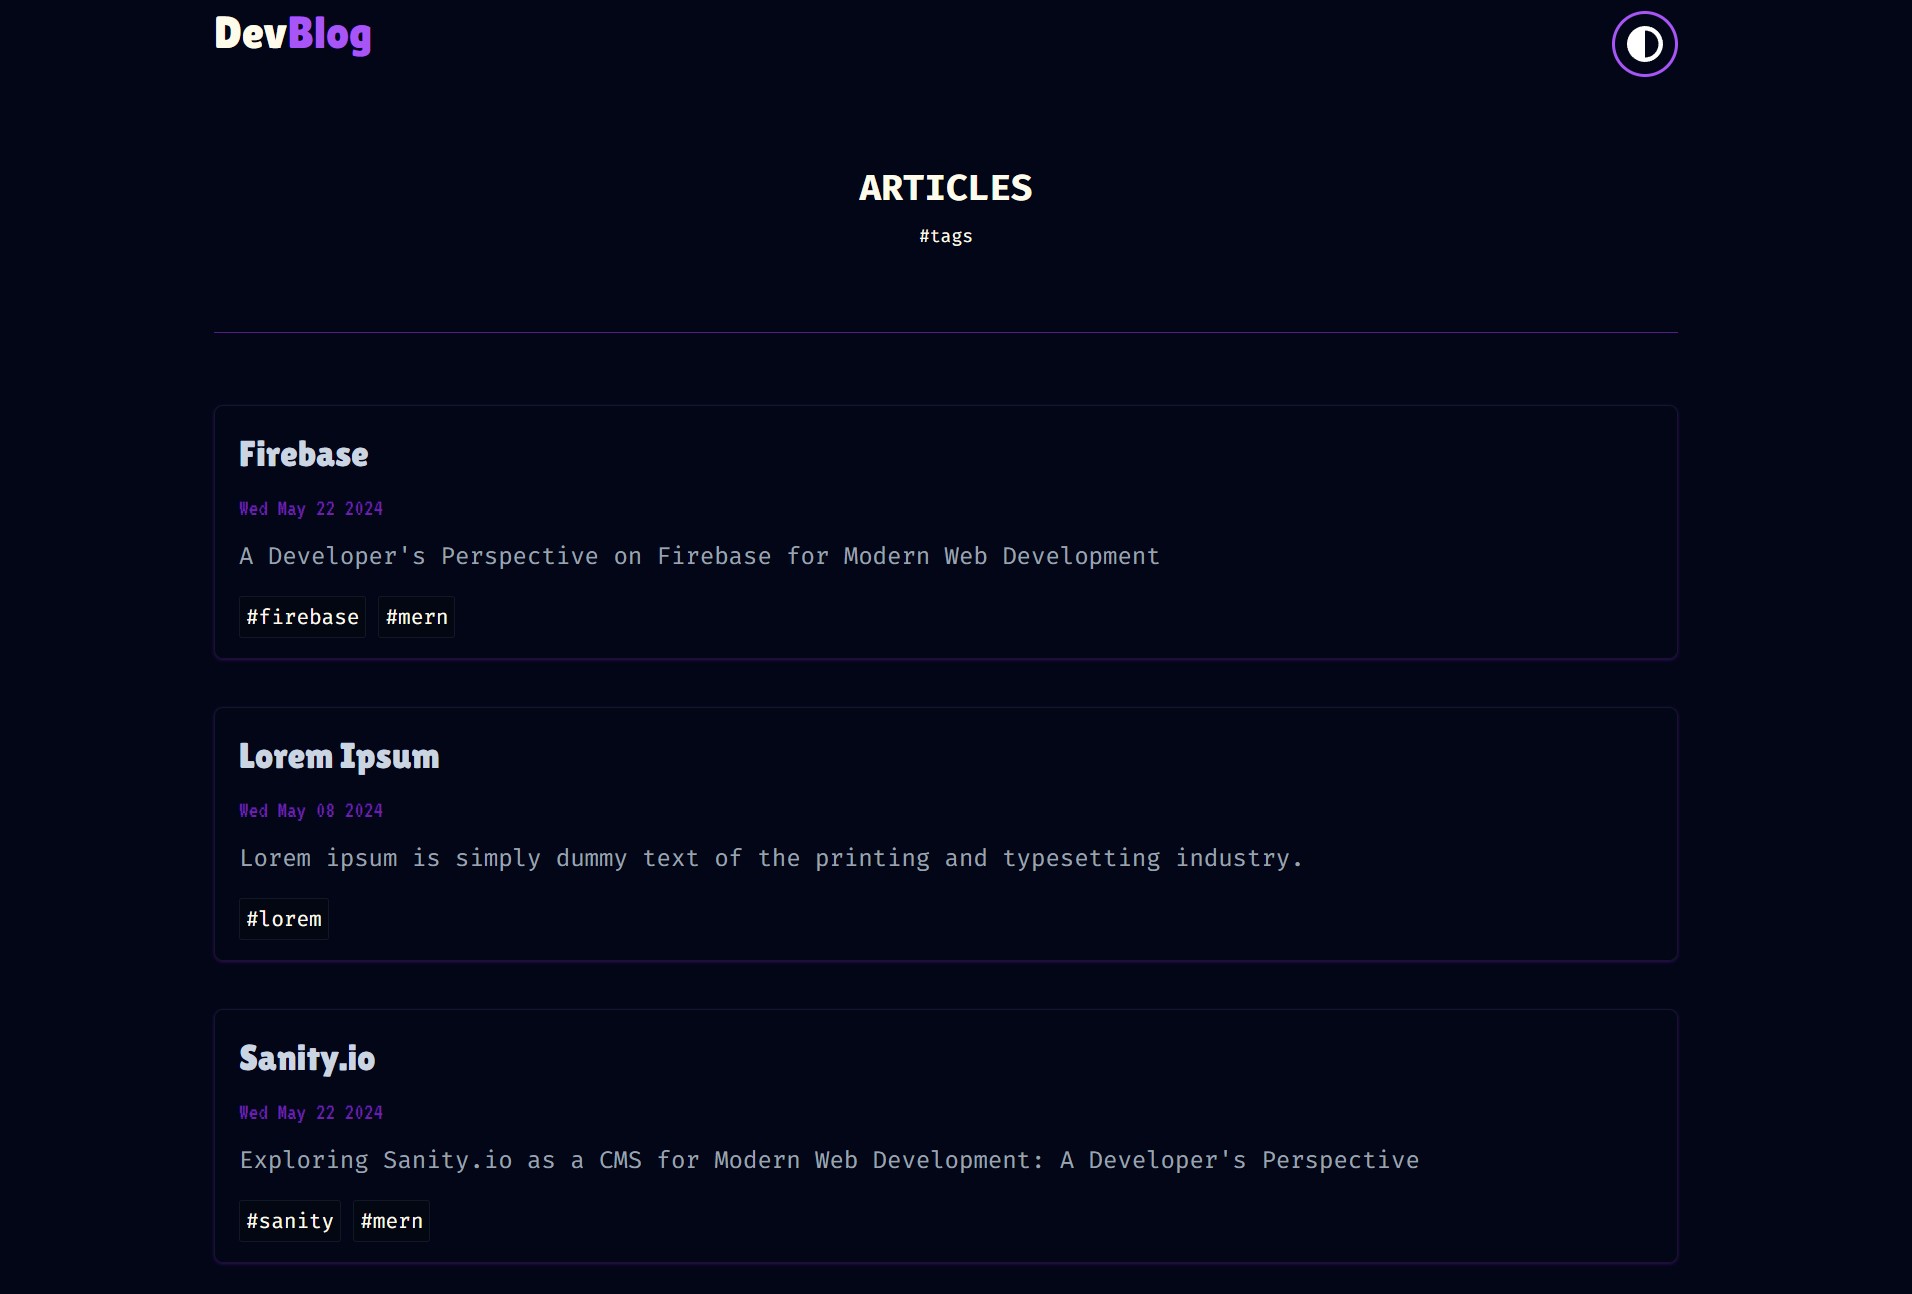 DevBlog
ARTICLES
#tags
Firebase
Wed May 22 2024
A Developer's Perspective on Firebase for Modern Web Development
#firebase #mern
Lorem Ipsum
Wed May 08 2024
Lorem ipsum is simply dummy text of the printing and typesetting industry.
#lorem
Sanity.io
Wed May 22 2024
Exploring Sanity.io as a CMS for Modern Web Development: A Developer's Perspective
#sanity #mern